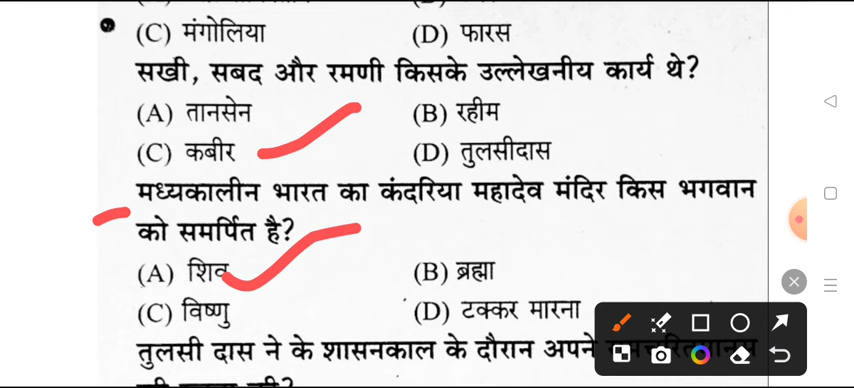 (C) मंगोलिया (D) फारस
सखी, सबद और रमणी किसके उल्लेखनीय कार्य थे?
(A) तानसेन (B) रहीम
(C) कबीर (D) तुलसीदास
मध्यकालीन भारत का कंदरिया महादेव मंदिर किस भगवान
को समर्पित है?
(A) शिव (B) ब्रह्मा
(C) विष्णु (D) टक्कर मारना
तुलसी दास ने के शासनकाल के दौरान अपने